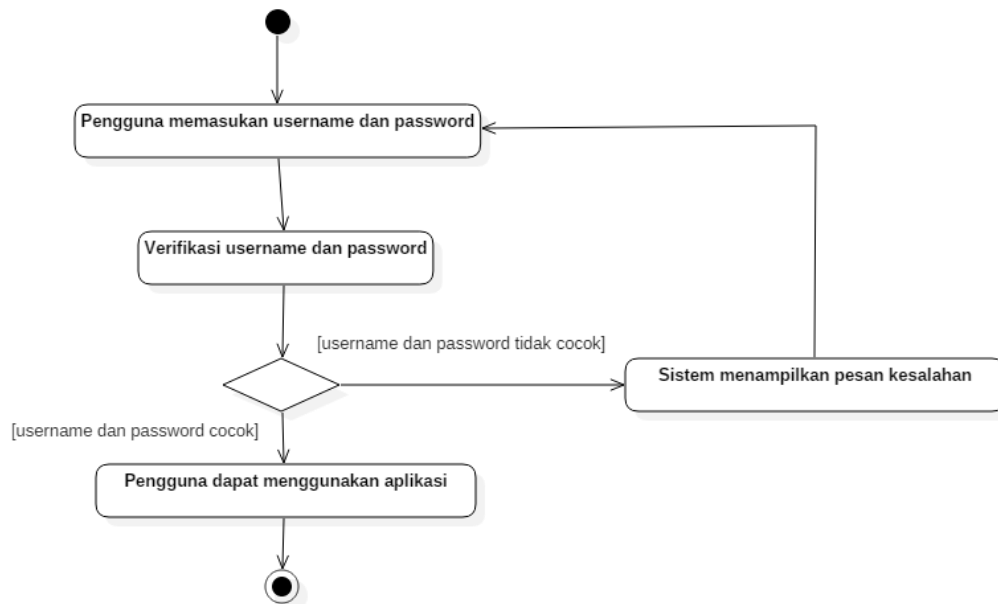 Pengguna memasukan username dan password
Verifikasi username dan password
[username dan password tidak cocok]
Sistem menampilkan pesan kesalahan
[username dan password cocok]
Pengguna dapat menggunakan aplikasi